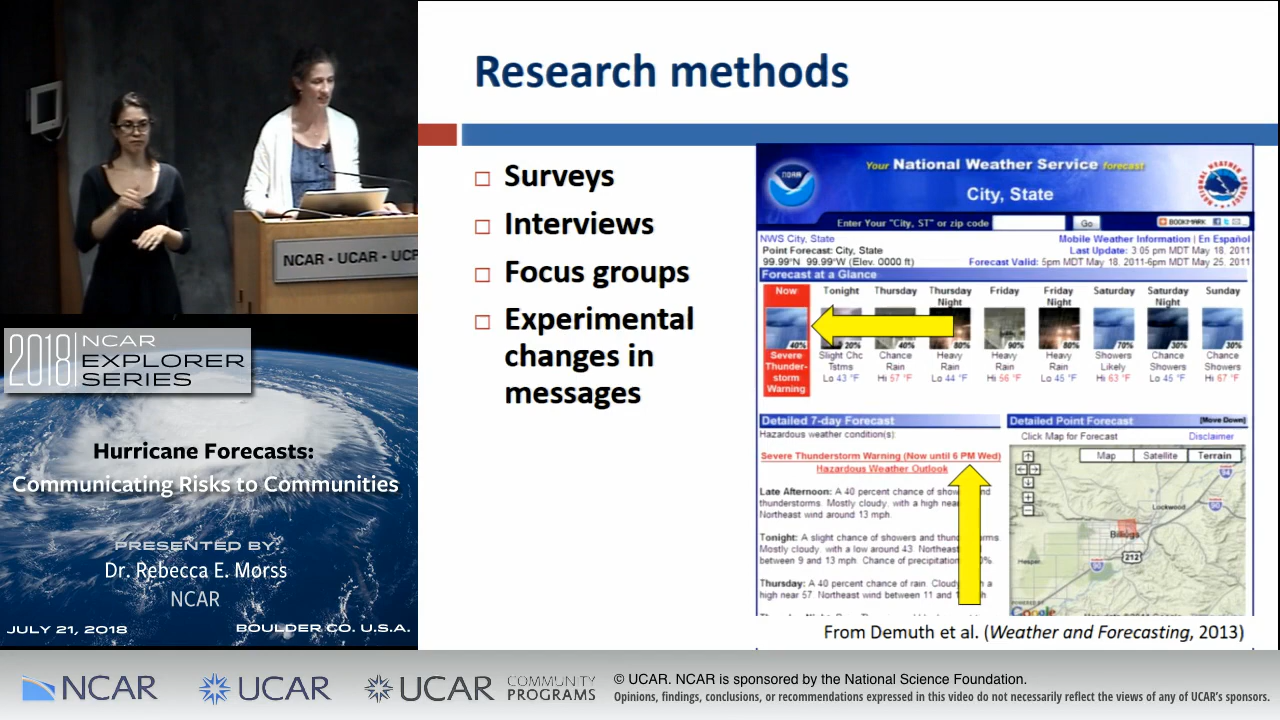 Research methods
Surveys
Interviews
Focus groups
Experimental
changes in
messages
NOAA
Your National Weather Service forecast
City, State
Enter Your "City, ST" or zip code
Go
BOOKMARK
NWS City, State
Mobile Weather Information | En Español
Point Forecast: City, State
Last Update: 3:05 pm MDT May 18, 2011
99.99°N 99.99°W (Elev. 0000 ft)
Forecast Valid: 5pm MDT May 18, 2011-6pm MDT May 25, 2011
Forecast at a Glance
Now
40%
Severe
Thunder-
storm
Warning
Tonight
20%
Slight Chc
Tstms
Lo 43 °F
Thursday
40%
Chance
Rain
Hi 57 °F
Thursday
Night
80%
Heavy
Rain
Lo 44 °F
Friday
90%
Heavy
Rain
Hi 56 °F
Friday
Night
80%
Heavy
Rain
Lo 45 °F
Saturday
70%
Showers
Likely
Hi 63 °F
Saturday
Night
30%
Chance
Showers
Lo 45 °F
Sunday
30%
Chance
Showers
Hi 67 °F
Detailed 7-day Forecast
Hazardous weather condition(s):
Severe Thunderstorm Warning (Now until 6 PM Wed)
Hazardous Weather Outlook
Late Afternoon: A 40 percent chance of
thunderstorms. Mostly cloudy, with a high
Northeast wind around 13 mph.
Tonight: A slight chance of showers and
Mostly cloudy, with a low around 43. Northeast
between 9 and 13 mph. Chance of precipitation
Thursday: A 40 percent chance of rain. Cloudy, a
high near 57. Northeast wind between 11 and
Detailed Point Forecast
[Move Down]
Click Map for Forecast
Disclaimer
Map
Satellite
Terrain
Lockwood
Billings
212
90
Google
From Demuth et al. (Weather and Forecasting, 2013)
NCAR • UCAR • UCP
2018 NCAR
EXPLORER
SERIES
Hurricane Forecasts:
Communicating Risks to Communities
PRESENTED BY:
Dr. Rebecca E. Morss
NCAR
JULY 21, 2018
BOULDER CO. U.S.A.
NCAR
UCAR
UCAR
COMMUNITY
PROGRAMS
© UCAR. NCAR is sponsored by the National Science Foundation.
Opinions, findings, conclusions, or recommendations expressed in this video do not necessarily reflect the views of any of UCAR's sponsors.